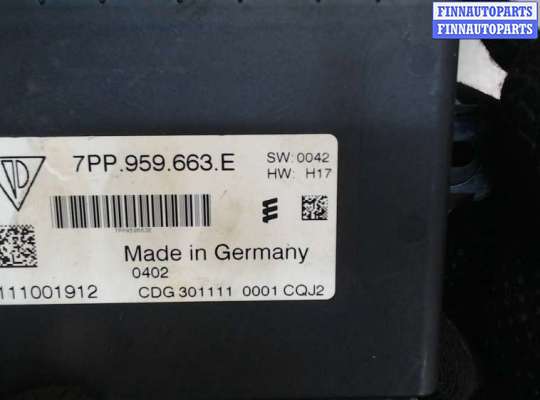 FINNAUTOPARTS
FINNAUTOPARTS
7PP.959.663.E
SW:0042
HW: H17
Made in Germany
0402
111001912
CDG 301111 0001 CQJ2